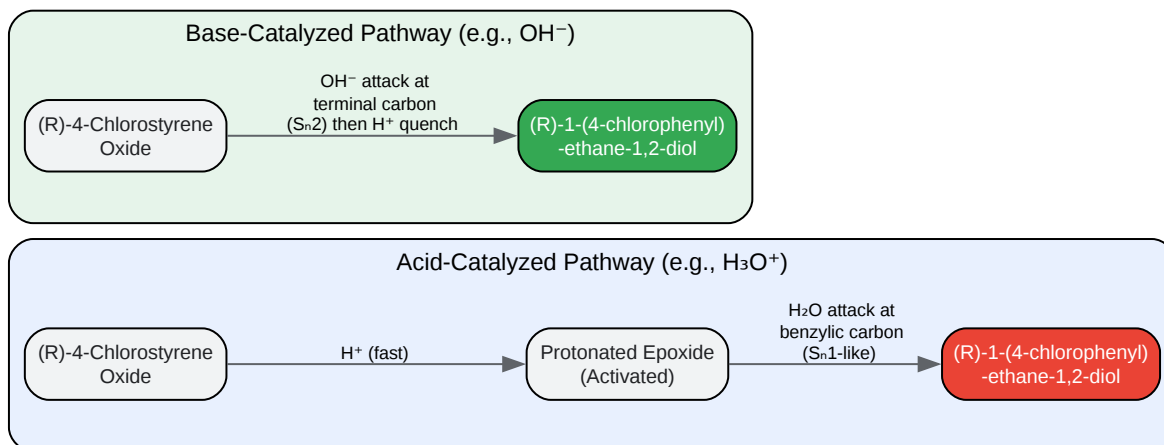 Base-Catalyzed Pathway (e.g., OH⁻)
(R)-4-Chlorostyrene
Oxide
OH⁻ attack at
terminal carbon
(Sₙ2) then H⁺ quench
(R)-1-(4-chlorophenyl)
-ethane-1,2-diol
Acid-Catalyzed Pathway (e.g., H₃O⁺)
(R)-4-Chlorostyrene
Oxide
H⁺ (fast)
Protonated Epoxide
(Activated)
H₂O attack at
benzylic carbon
(Sₙ1-like)
(R)-1-(4-chlorophenyl)
-ethane-1,2-diol